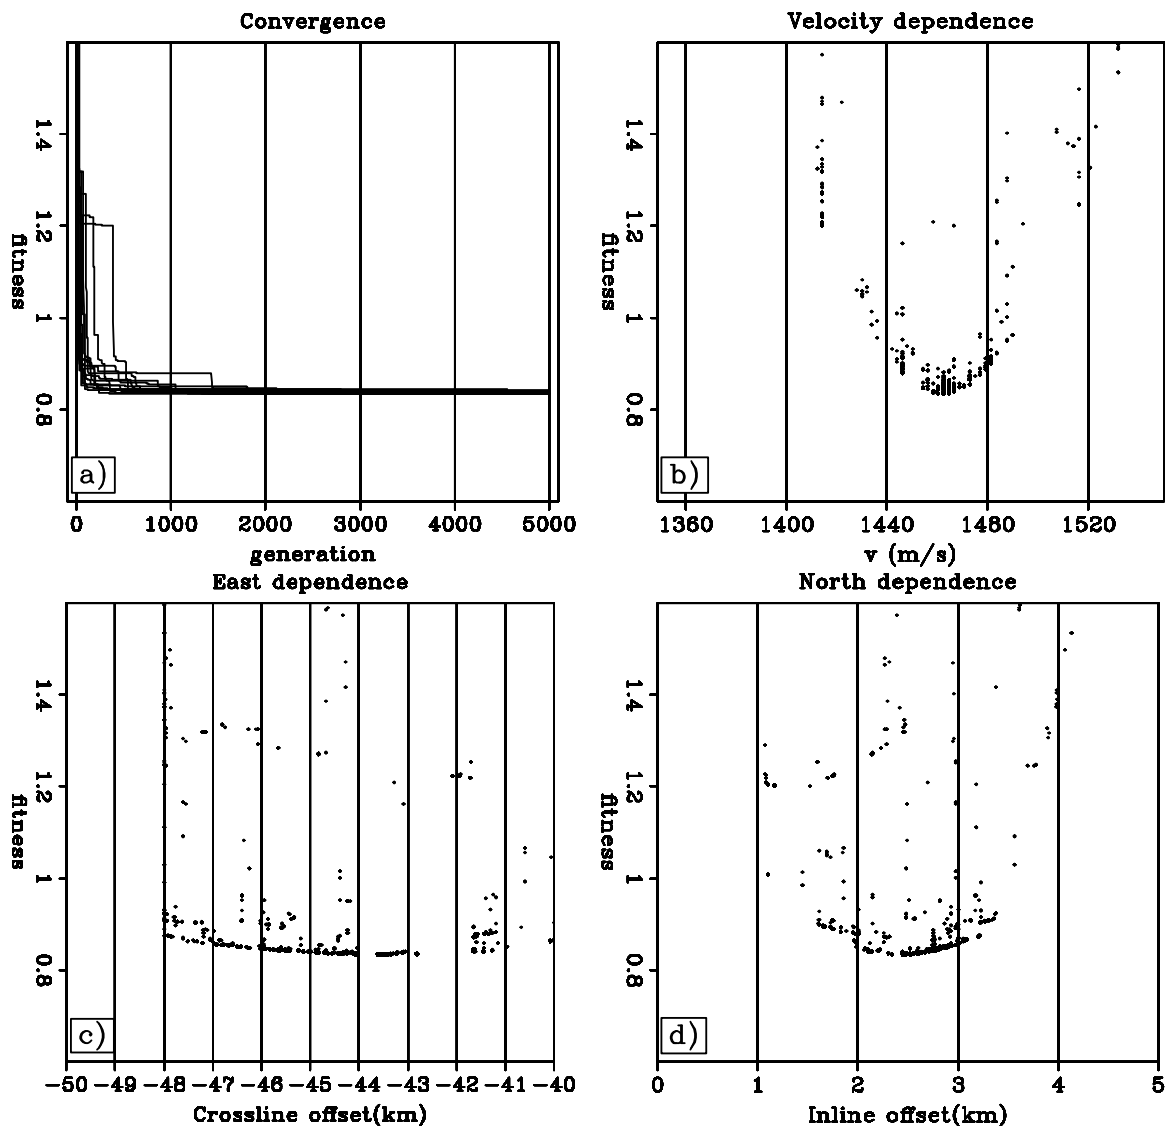 Convergence
1.4
1.2
1
0.8
fitness
a)
0 1000 2000 3000 4000 5000
generation
Velocity dependence
1.4
1.2
1
0.8
fitness
b)
1360 1400 1440 1480 1520
v (m/s)
East dependence
1.4
1.2
1
0.8
fitness
c)
-50 -49 -48 -47 -46 -45 -44 -43 -42 -41 -40
Crossline offset(km)
North dependence
1.4
1.2
1
0.8
fitness
d)
0 1 2 3 4 5
Inline offset(km)